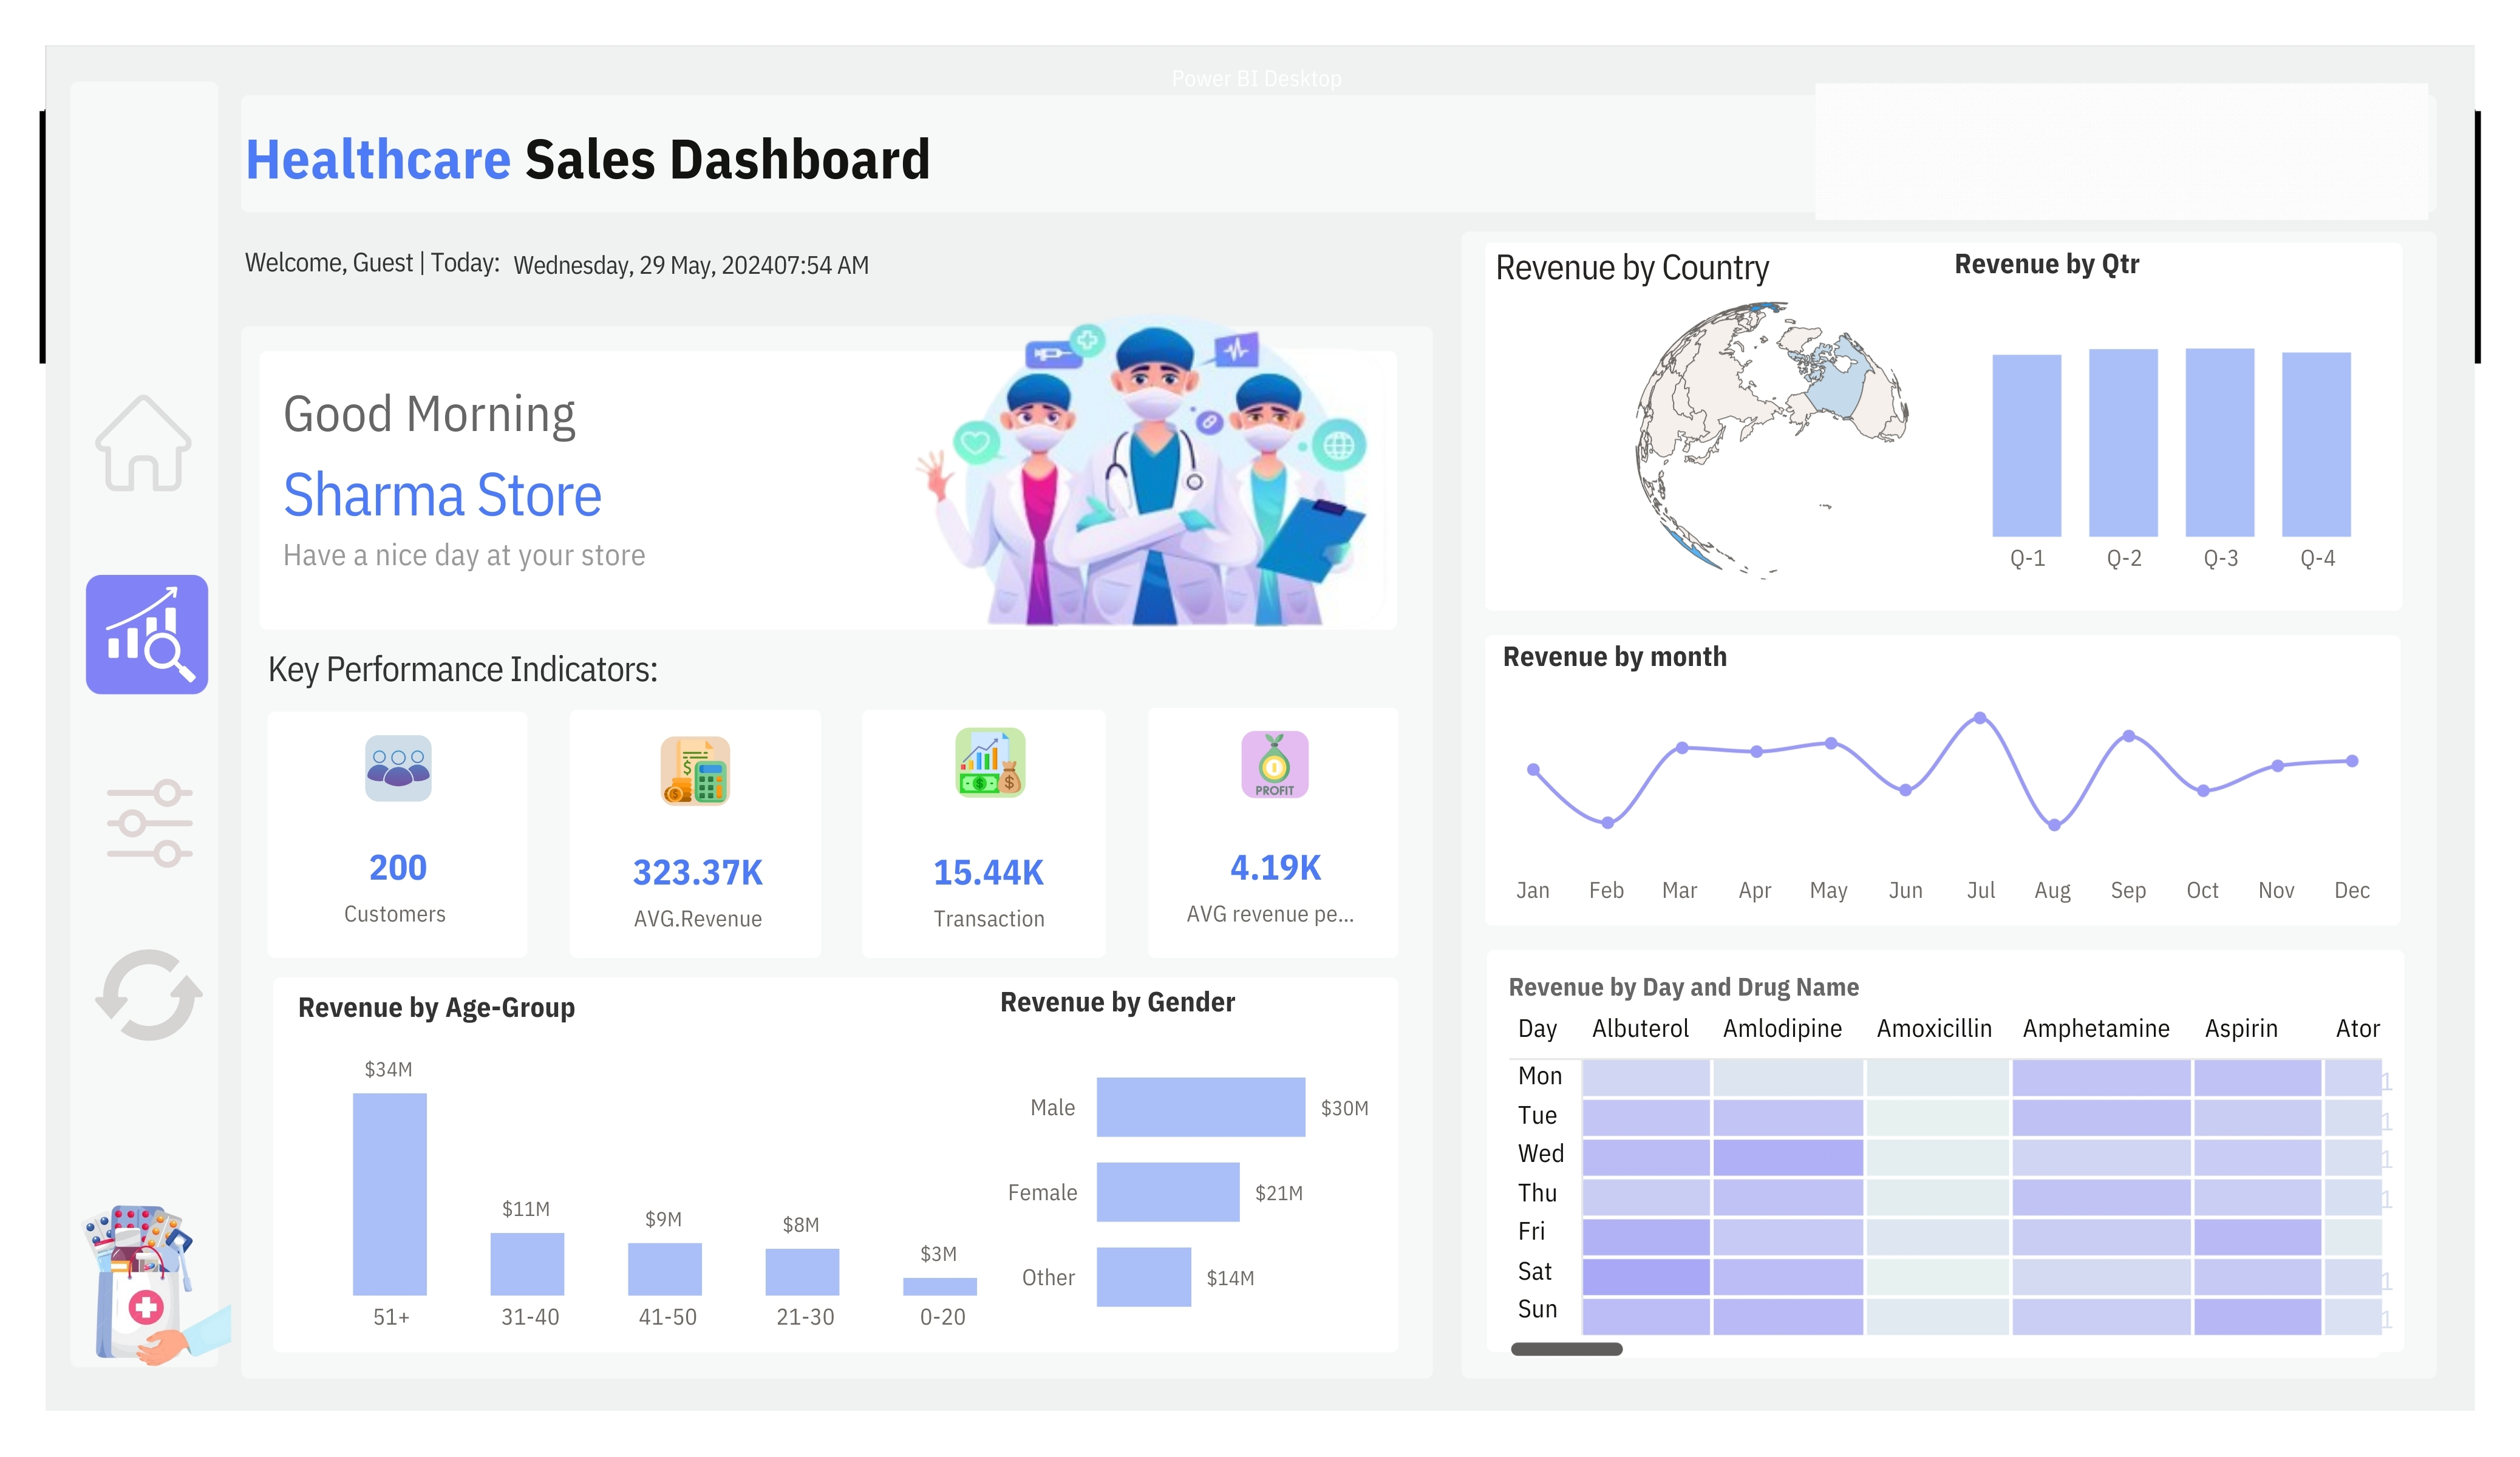 Power BI Desktop
Healthcare Sales Dashboard
Welcome, Guest | Today: Wednesday, 29 May, 202407:54 AM
Good Morning
Sharma Store
Have a nice day at your store
Key Performance Indicators:
200
Customers
323.37K
AVG.Revenue
15.44K
Transaction
PROFIT
4.19K
AVG revenue pe...
Revenue by Age-Group
$34M
$11M
$9M
$8M
$3M
51+ 31-40 41-50 21-30 0-20
Revenue by Gender
Male $30M
Female $21M
Other $14M
Revenue by Country
Revenue by Qtr
Q-1 Q-2 Q-3 Q-4
Revenue by month
Jan Feb Mar Apr May Jun Jul Aug Sep Oct Nov Dec
Revenue by Day and Drug Name
Day Albuterol Amlodipine Amoxicillin Amphetamine Aspirin Ator
Mon 1
Tue 1
Wed 1
Thu 1
Fri
Sat 1
Sun 1